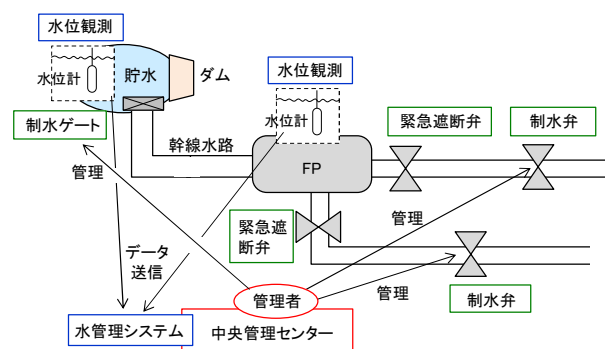 水位観測
水位計
貯水
ダム
水位観測
水位計
制水ゲート
幹線水路
緊急遮断弁
制水弁
管理
FP
緊急遮
断弁
管理
データ
送信
管理
制水弁
管理者
水管理システム
中央管理センター